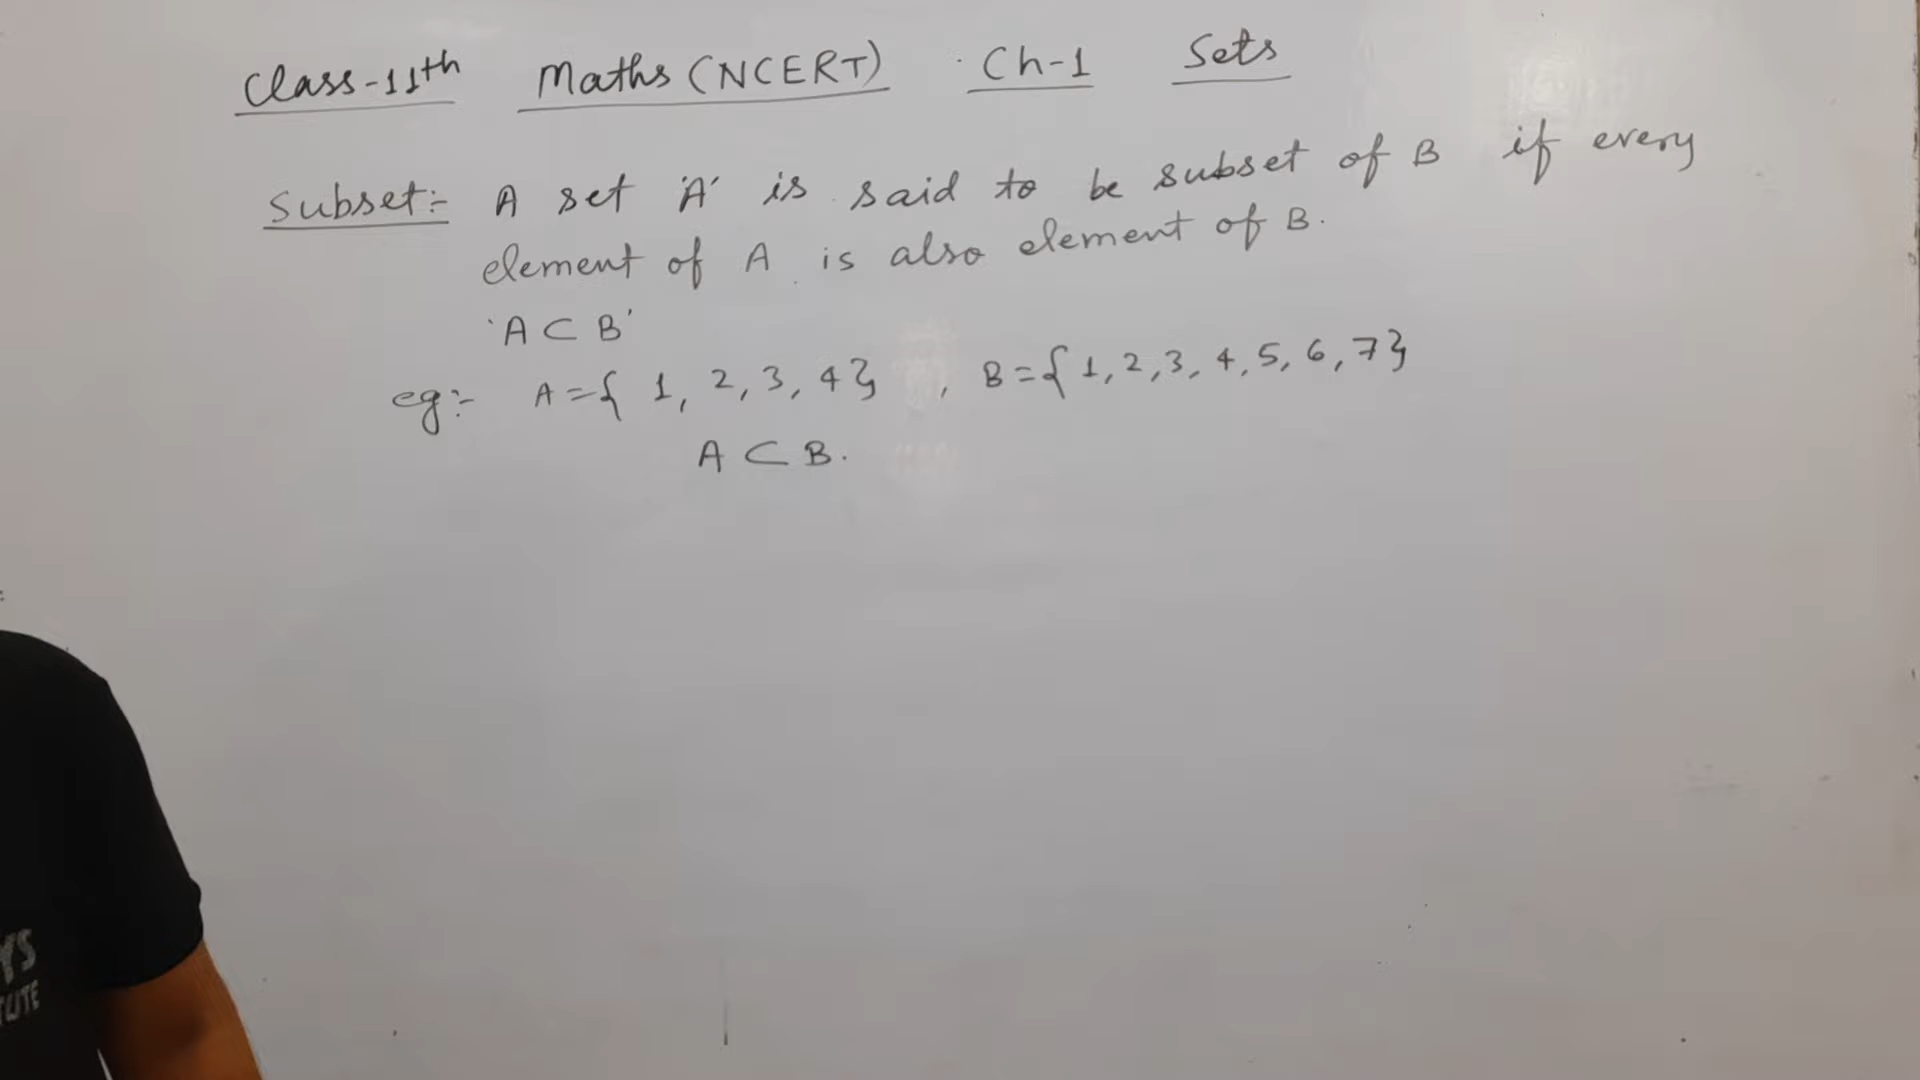 Class-11th Maths (NCERT) Ch-1 Sets
Subset:- A set 'A' is said to be subset of B if every
element of A is also element of B.
'A ⊂ B'
eg:- A={ 1, 2, 3, 4} , B={1, 2, 3, 4, 5, 6, 7}
A ⊂ B.